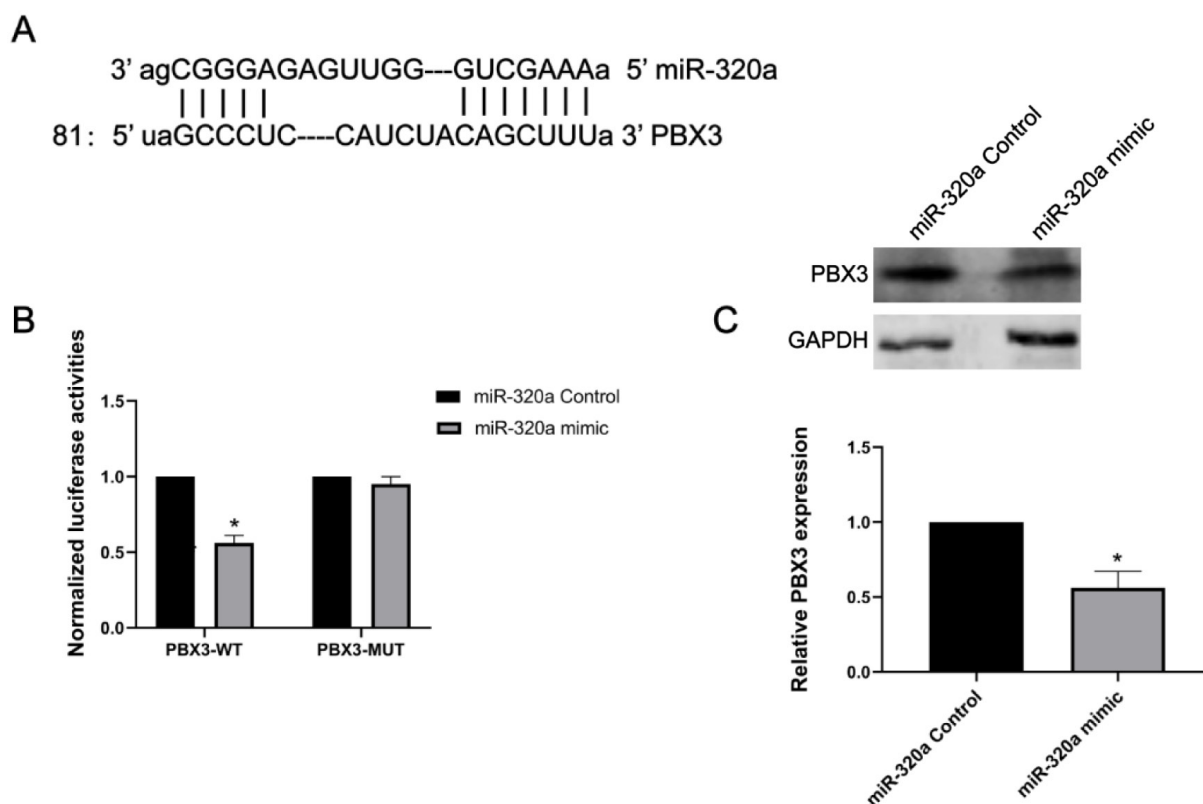 A
3’ agCGGGAGAGUUGG---GUCGAAAa 5’ miR-320a
81: 5’ uaGCCCUC----CAUCUACAGCUUUa 3’ PBX3
miR-320a Control
miR-320a mimic
PBX3
GAPDH
B
Normalized luciferase activities
1.5
1.0
0.5
0.0
PBX3-WT
PBX3-MUT
*
miR-320a Control
miR-320a mimic
C
Relative PBX3 expression
1.5
1.0
0.5
0.0
*
miR-320a Control
miR-320a mimic